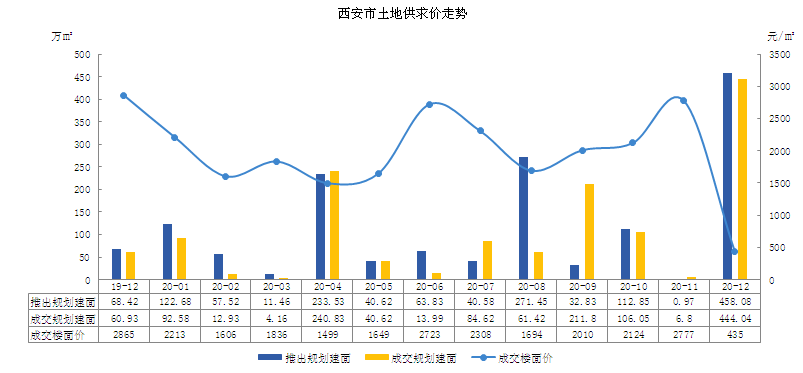 西安市土地供求价走势
万㎡ 元/㎡
500 3500
450 3000
400 2500
350 2000
300 1500
250 1000
200 500
150 0
100
50
0
19-12 20-01 20-02 20-03 20-04 20-05 20-06 20-07 20-08 20-09 20-10 20-11 20-12
推出规划建面 68.42 122.68 57.52 11.46 233.53 40.62 63.83 40.58 271.45 32.83 112.85 0.97 458.08
成交规划建面 60.93 92.58 12.93 4.16 240.83 40.62 13.99 84.62 61.42 211.8 106.05 6.8 444.04
成交楼面价 2865 2213 1606 1836 1499 1649 2723 2308 1694 2010 2124 2777 435
推出规划建面 成交规划建面 成交楼面价